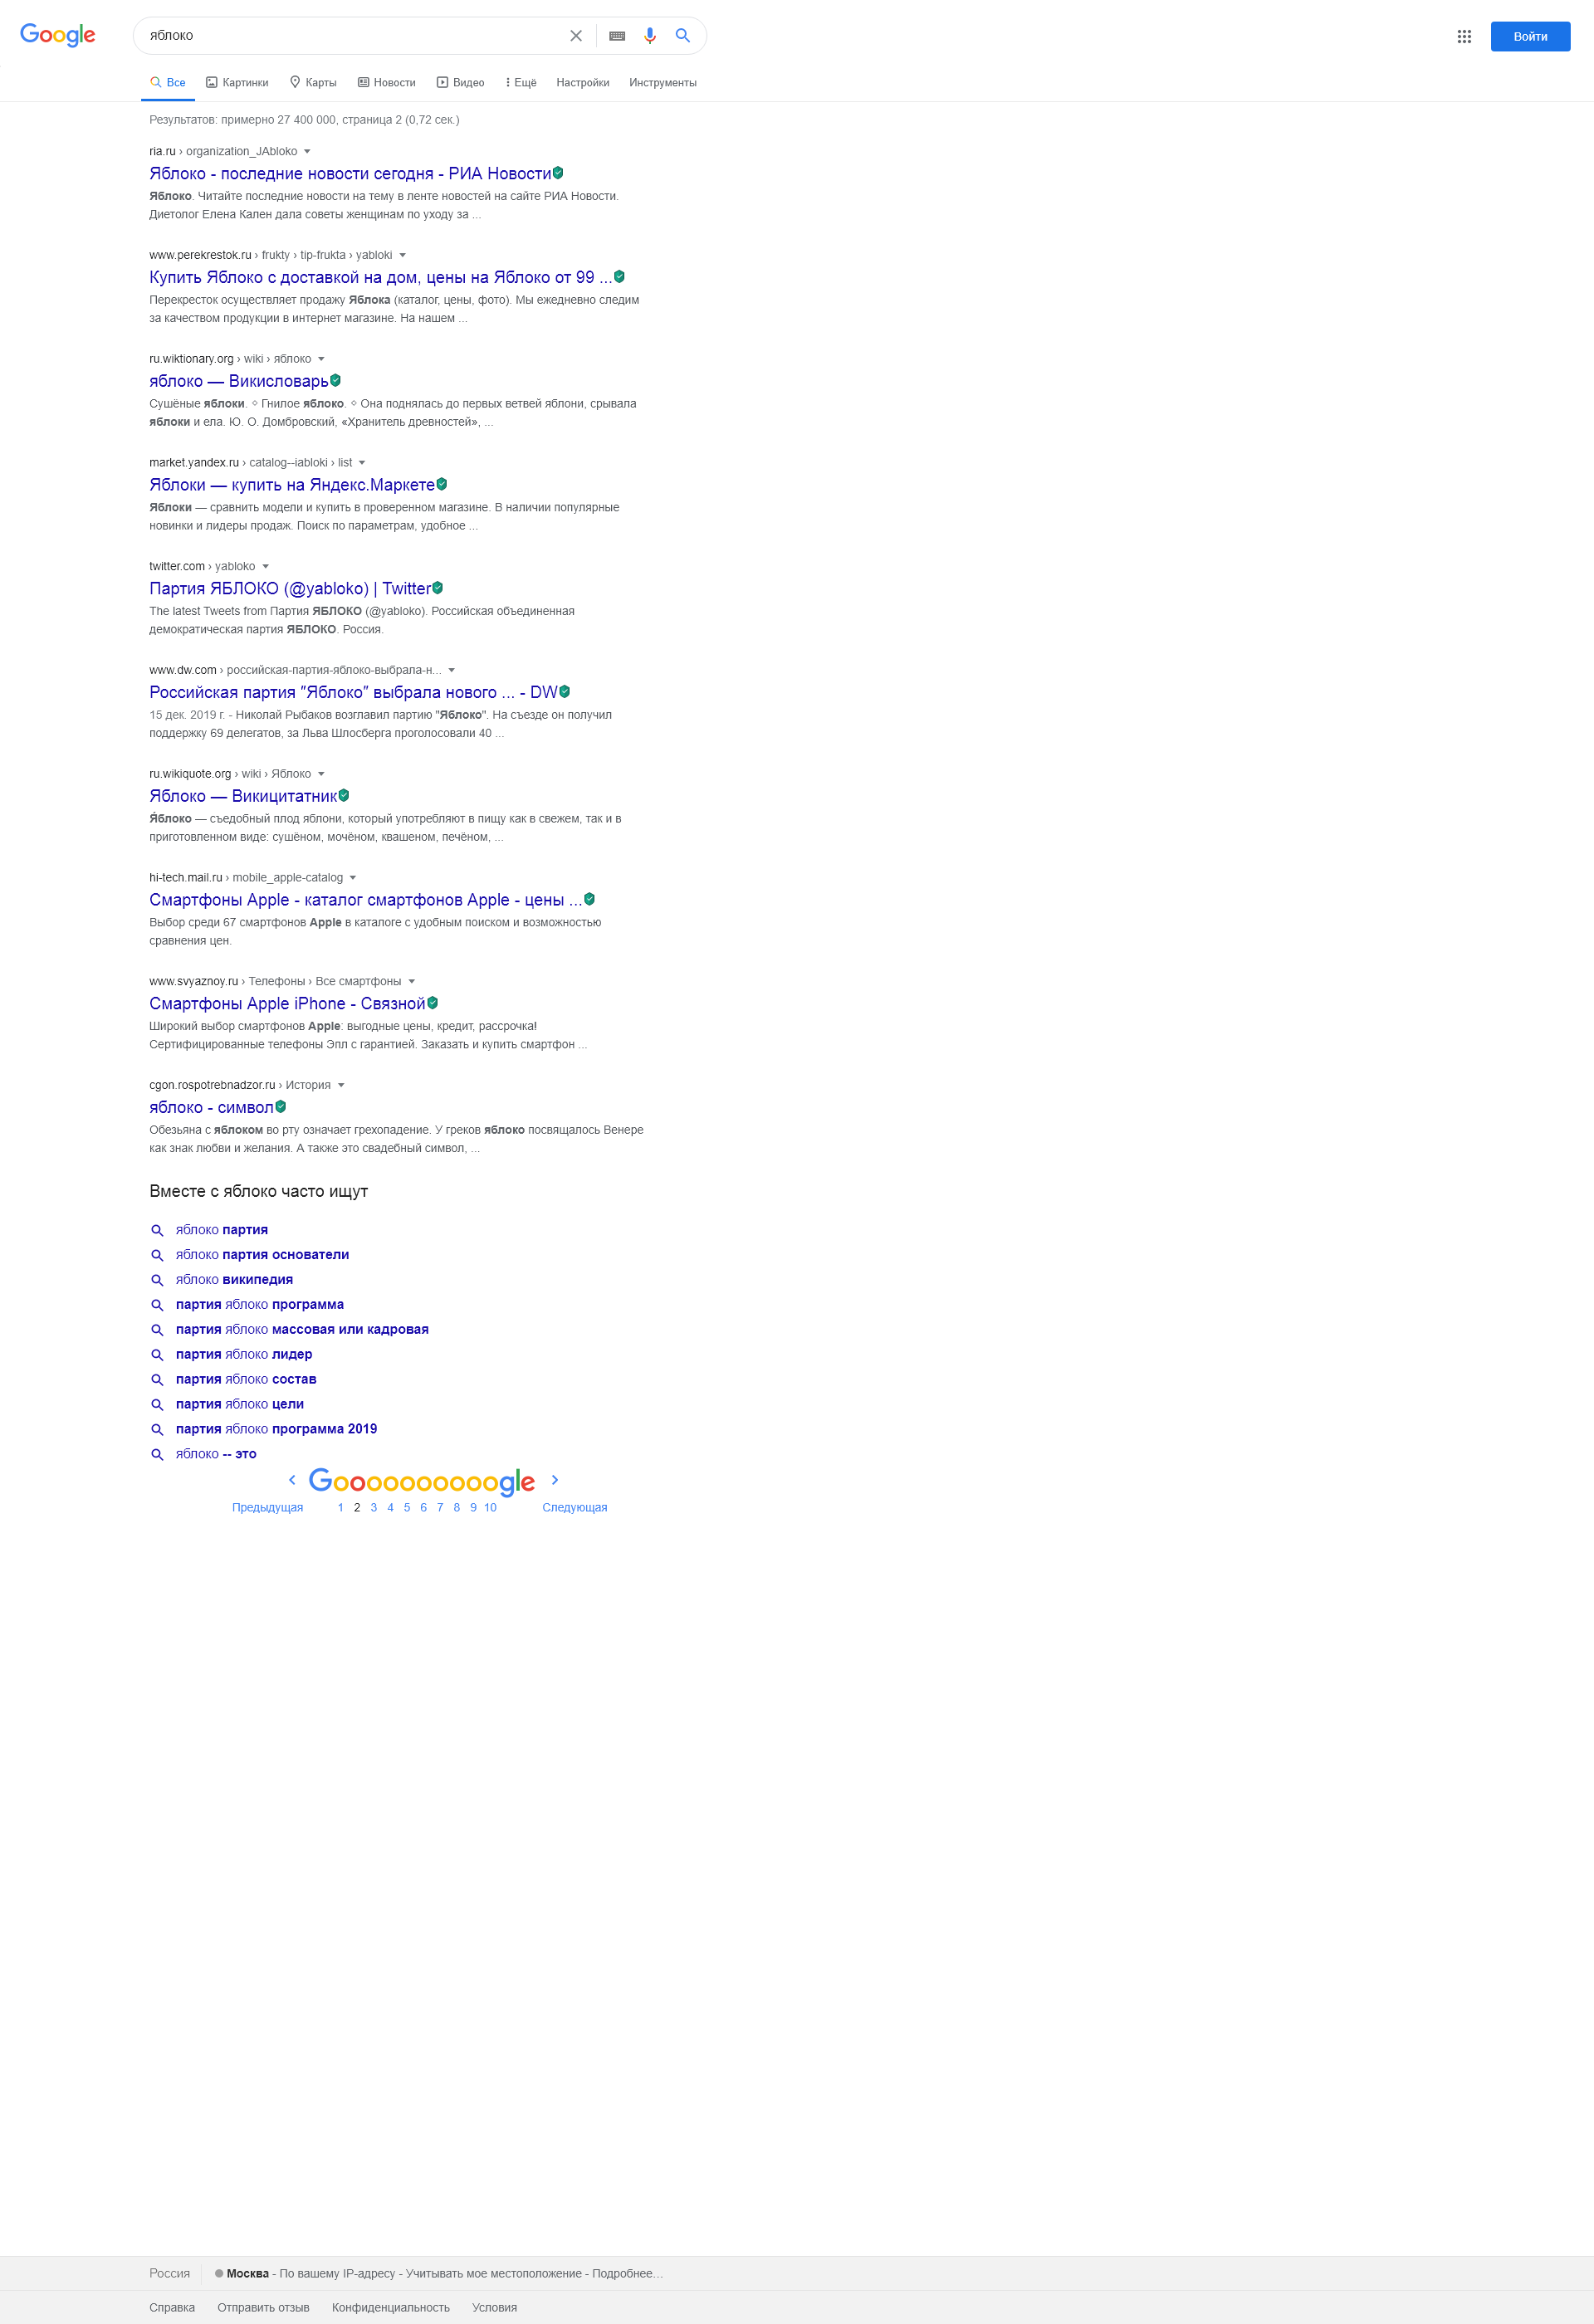 Google
яблоко
Войти
Все Картинки Карты Новости Видео Ещё Настройки Инструменты
Результатов: примерно 27 400 000, страница 2 (0,72 сек.)
ria.ru › organization_JAbloko
Яблоко - последние новости сегодня - РИА Новости
Яблоко. Читайте последние новости на тему в ленте новостей на сайте РИА Новости.
Диетолог Елена Кален дала советы женщинам по уходу за ...
www.perekrestok.ru › frukty › tip-frukta › yabloki
Купить Яблоко с доставкой на дом, цены на Яблоко от 99 ...
Перекресток осуществляет продажу Яблока (каталог, цены, фото). Мы ежедневно следим
за качеством продукции в интернет магазине. На нашем ...
ru.wiktionary.org › wiki › яблоко
яблоко — Викисловарь
Сушёные яблоки. ◊ Гнилое яблоко. ◊ Она поднялась до первых ветвей яблони, срывала
яблоки и ела. Ю. О. Домбровский, «Хранитель древностей», ...
market.yandex.ru › catalog--iabloki › list
Яблоки — купить на Яндекс.Маркете
Яблоки — сравнить модели и купить в проверенном магазине. В наличии популярные
новинки и лидеры продаж. Поиск по параметрам, удобное ...
twitter.com › yabloko
Партия ЯБЛОКО (@yabloko) | Twitter
The latest Tweets from Партия ЯБЛОКО (@yabloko). Российская объединенная
демократическая партия ЯБЛОКО. Россия.
www.dw.com › российская-партия-яблоко-выбрала-н...
Российская партия "Яблоко" выбрала нового ... - DW
15 дек. 2019 г. - Николай Рыбаков возглавил партию "Яблоко". На съезде он получил
поддержку 69 делегатов, за Льва Шлосберга проголосовали 40 ...
ru.wikiquote.org › wiki › Яблоко
Яблоко — Викицитатник
Я́блоко — съедобный плод яблони, который употребляют в пищу как в свежем, так и в
приготовленном виде: сушёном, мочёном, квашеном, печёном, ...
hi-tech.mail.ru › mobile_apple-catalog
Смартфоны Apple - каталог смартфонов Apple - цены ...
Выбор среди 67 смартфонов Apple в каталоге с удобным поиском и возможностью
сравнения цен.
www.svyaznoy.ru › Телефоны › Все смартфоны
Смартфоны Apple iPhone - Связной
Широкий выбор смартфонов Apple: выгодные цены, кредит, рассрочка!
Сертифицированные телефоны Эпл с гарантией. Заказать и купить смартфон ...
cgon.rospotrebnadzor.ru › История
яблоко - символ
Обезьяна с яблоком во рту означает грехопадение. У греков яблоко посвящалось Венере
как знак любви и желания. А также это свадебный символ, ...
Вместе с яблоко часто ищут
яблоко партия
яблоко партия основатели
яблоко википедия
партия яблоко программа
партия яблоко массовая или кадровая
партия яблоко лидер
партия яблоко состав
партия яблоко цели
партия яблоко программа 2019
яблоко -- это
Goooooooooogle
Предыдущая 1 2 3 4 5 6 7 8 9 10 Следующая
Россия Москва - По вашему IP-адресу - Учитывать мое местоположение - Подробнее…
Справка Отправить отзыв Конфиденциальность Условия